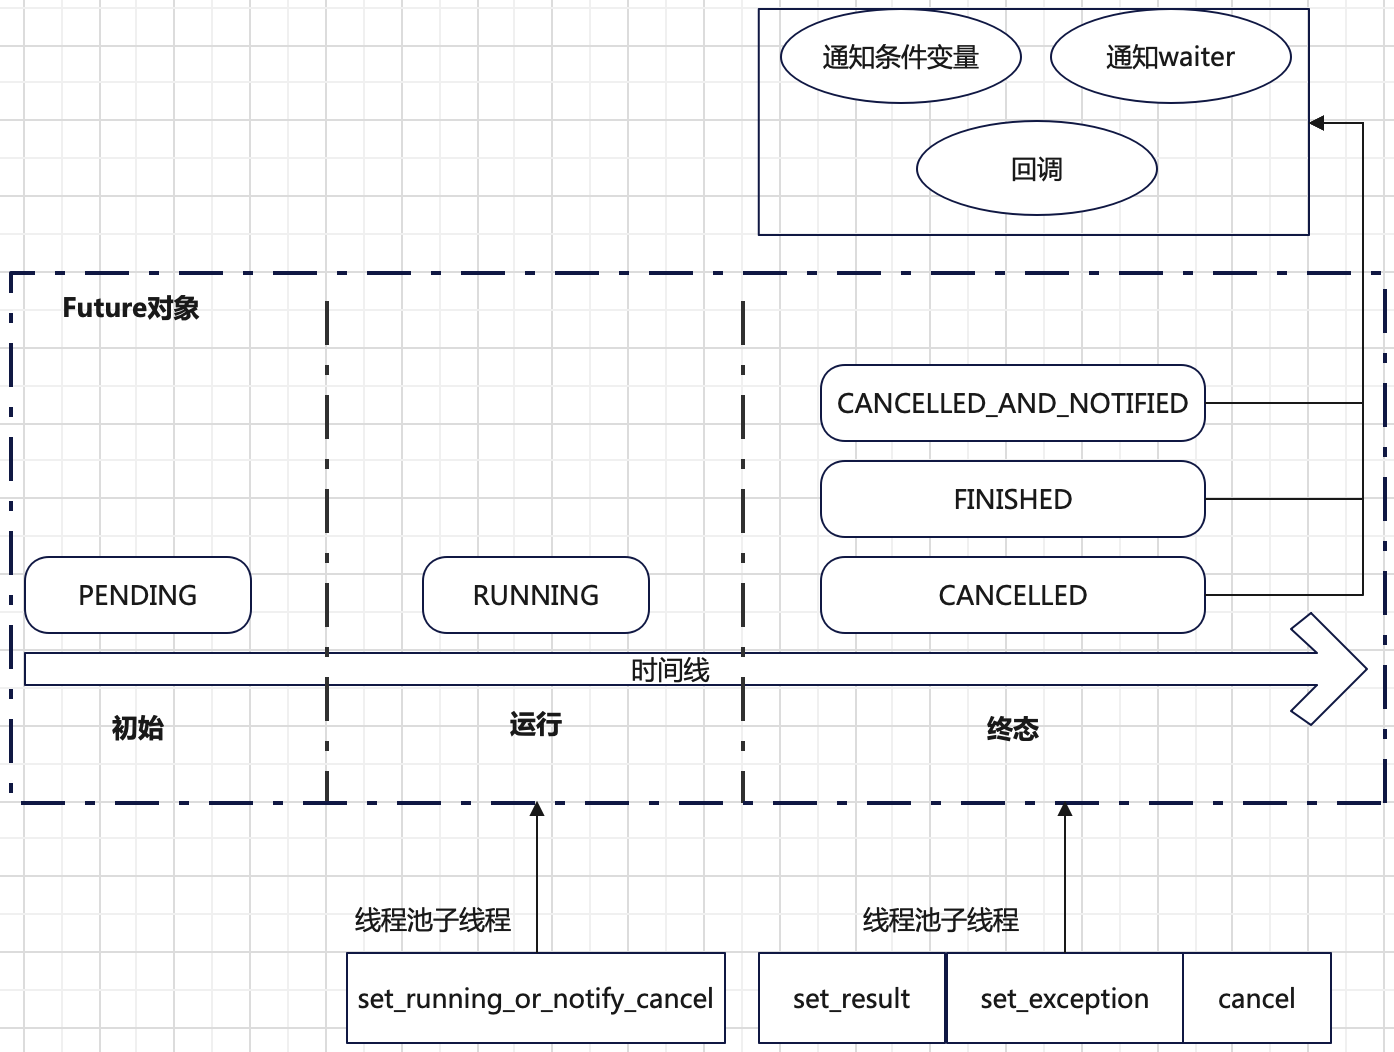 通知条件变量
通知waiter
回调
Future对象
CANCELLED_AND_NOTIFIED
FINISHED
PENDING
RUNNING
CANCELLED
时间线
初始
运行
终态
线程池子线程
线程池子线程
set_running_or_notify_cancel
set_result
set_exception
cancel